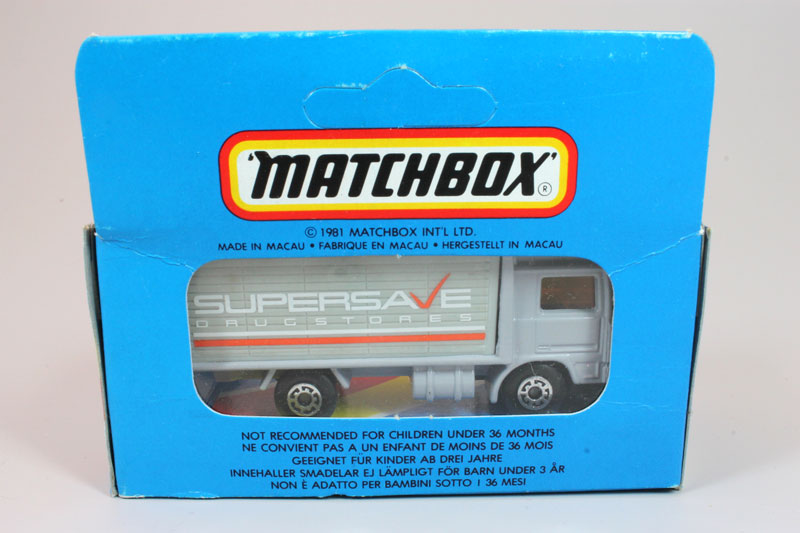 'MATCHBOX' ®
© 1981 MATCHBOX INT'L LTD.
MADE IN MACAU • FABRIQUE EN MACAU • HERGESTELLT IN MACAU
SUPERSAVE
DRUGSTORES
NOT RECOMMENDED FOR CHILDREN UNDER 36 MONTHS
NE CONVIENT PAS A UN ENFANT DE MOINS DE 36 MOIS
GEEIGNET FÜR KINDER AB DREI JAHRE
INNEHALLER SMADELAR EJ LÄMPLIGT FÖR BARN UNDER 3 ÅR
NON È ADATTO PER BAMBINI SOTTO I 36 MESI